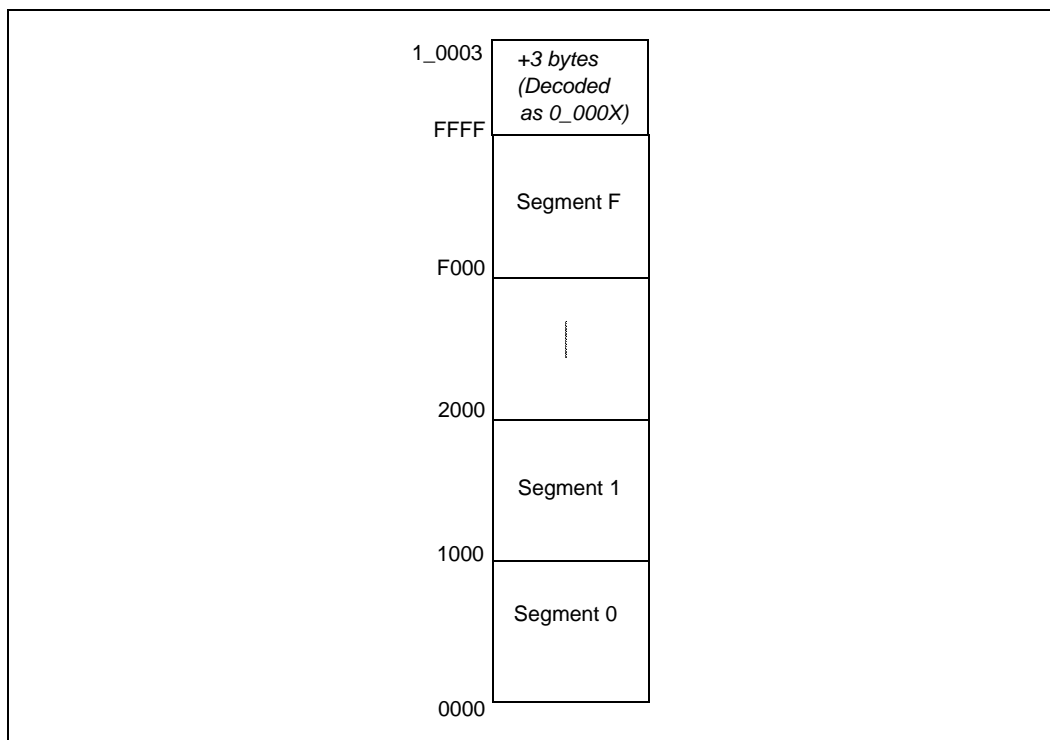 1_0003
+3 bytes
(Decoded
as 0_000X)
FFFF
Segment F
F000
2000
Segment 1
1000
Segment 0
0000